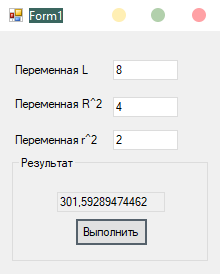 Form1
Переменная L 8
Переменная R^2 4
Переменная r^2 2
Результат
301,59289474462
Выполнить